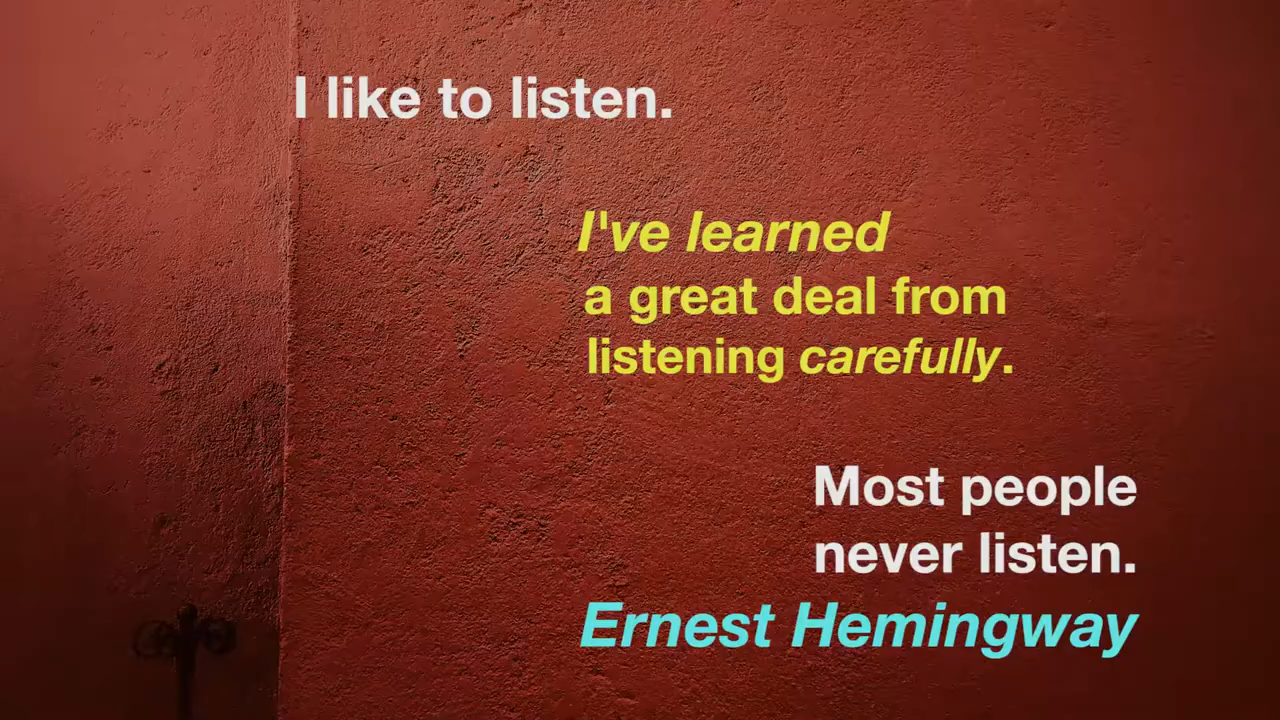 I like to listen.
I've learned
a great deal from
listening carefully.
Most people
never listen.
Ernest Hemingway